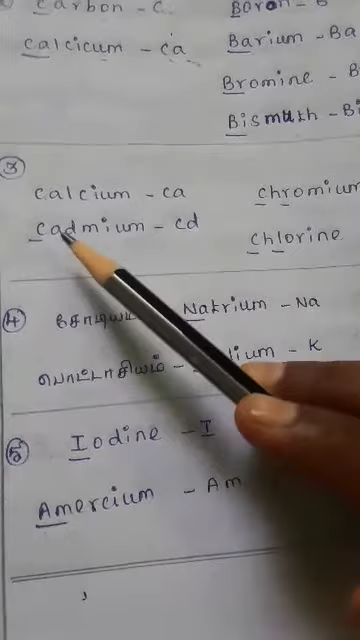 Carbon - C
Boron - B
Calcicum - Ca
Barium - Ba
Bromine - B
Bismuth - Bi
③
Calcium - Ca
Chromium
Cadmium - Cd
Chlorine
④ Natrium - Na
பொட்டாசியம் - K
⑤ Iodine - I
Amercium - Am